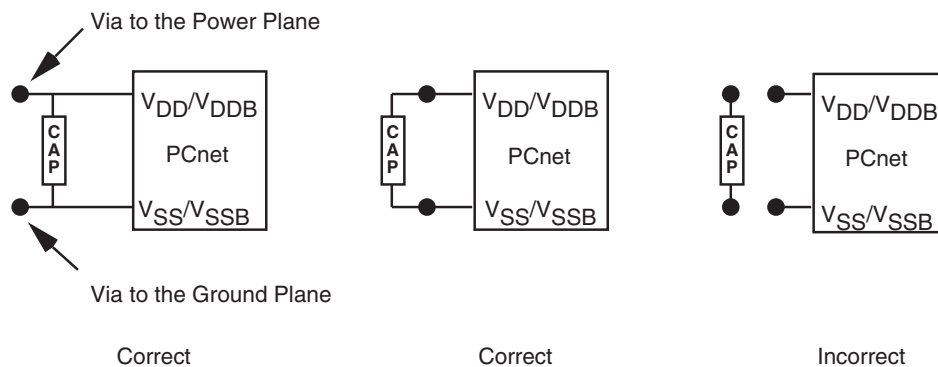 Via to the Power Plane
VDD/VDDB
CAP
PCnet
VSS/VSSB
Via to the Ground Plane
Correct
VDD/VDDB
CAP
PCnet
VSS/VSSB
Correct
VDD/VDDB
CAP
PCnet
VSS/VSSB
Incorrect